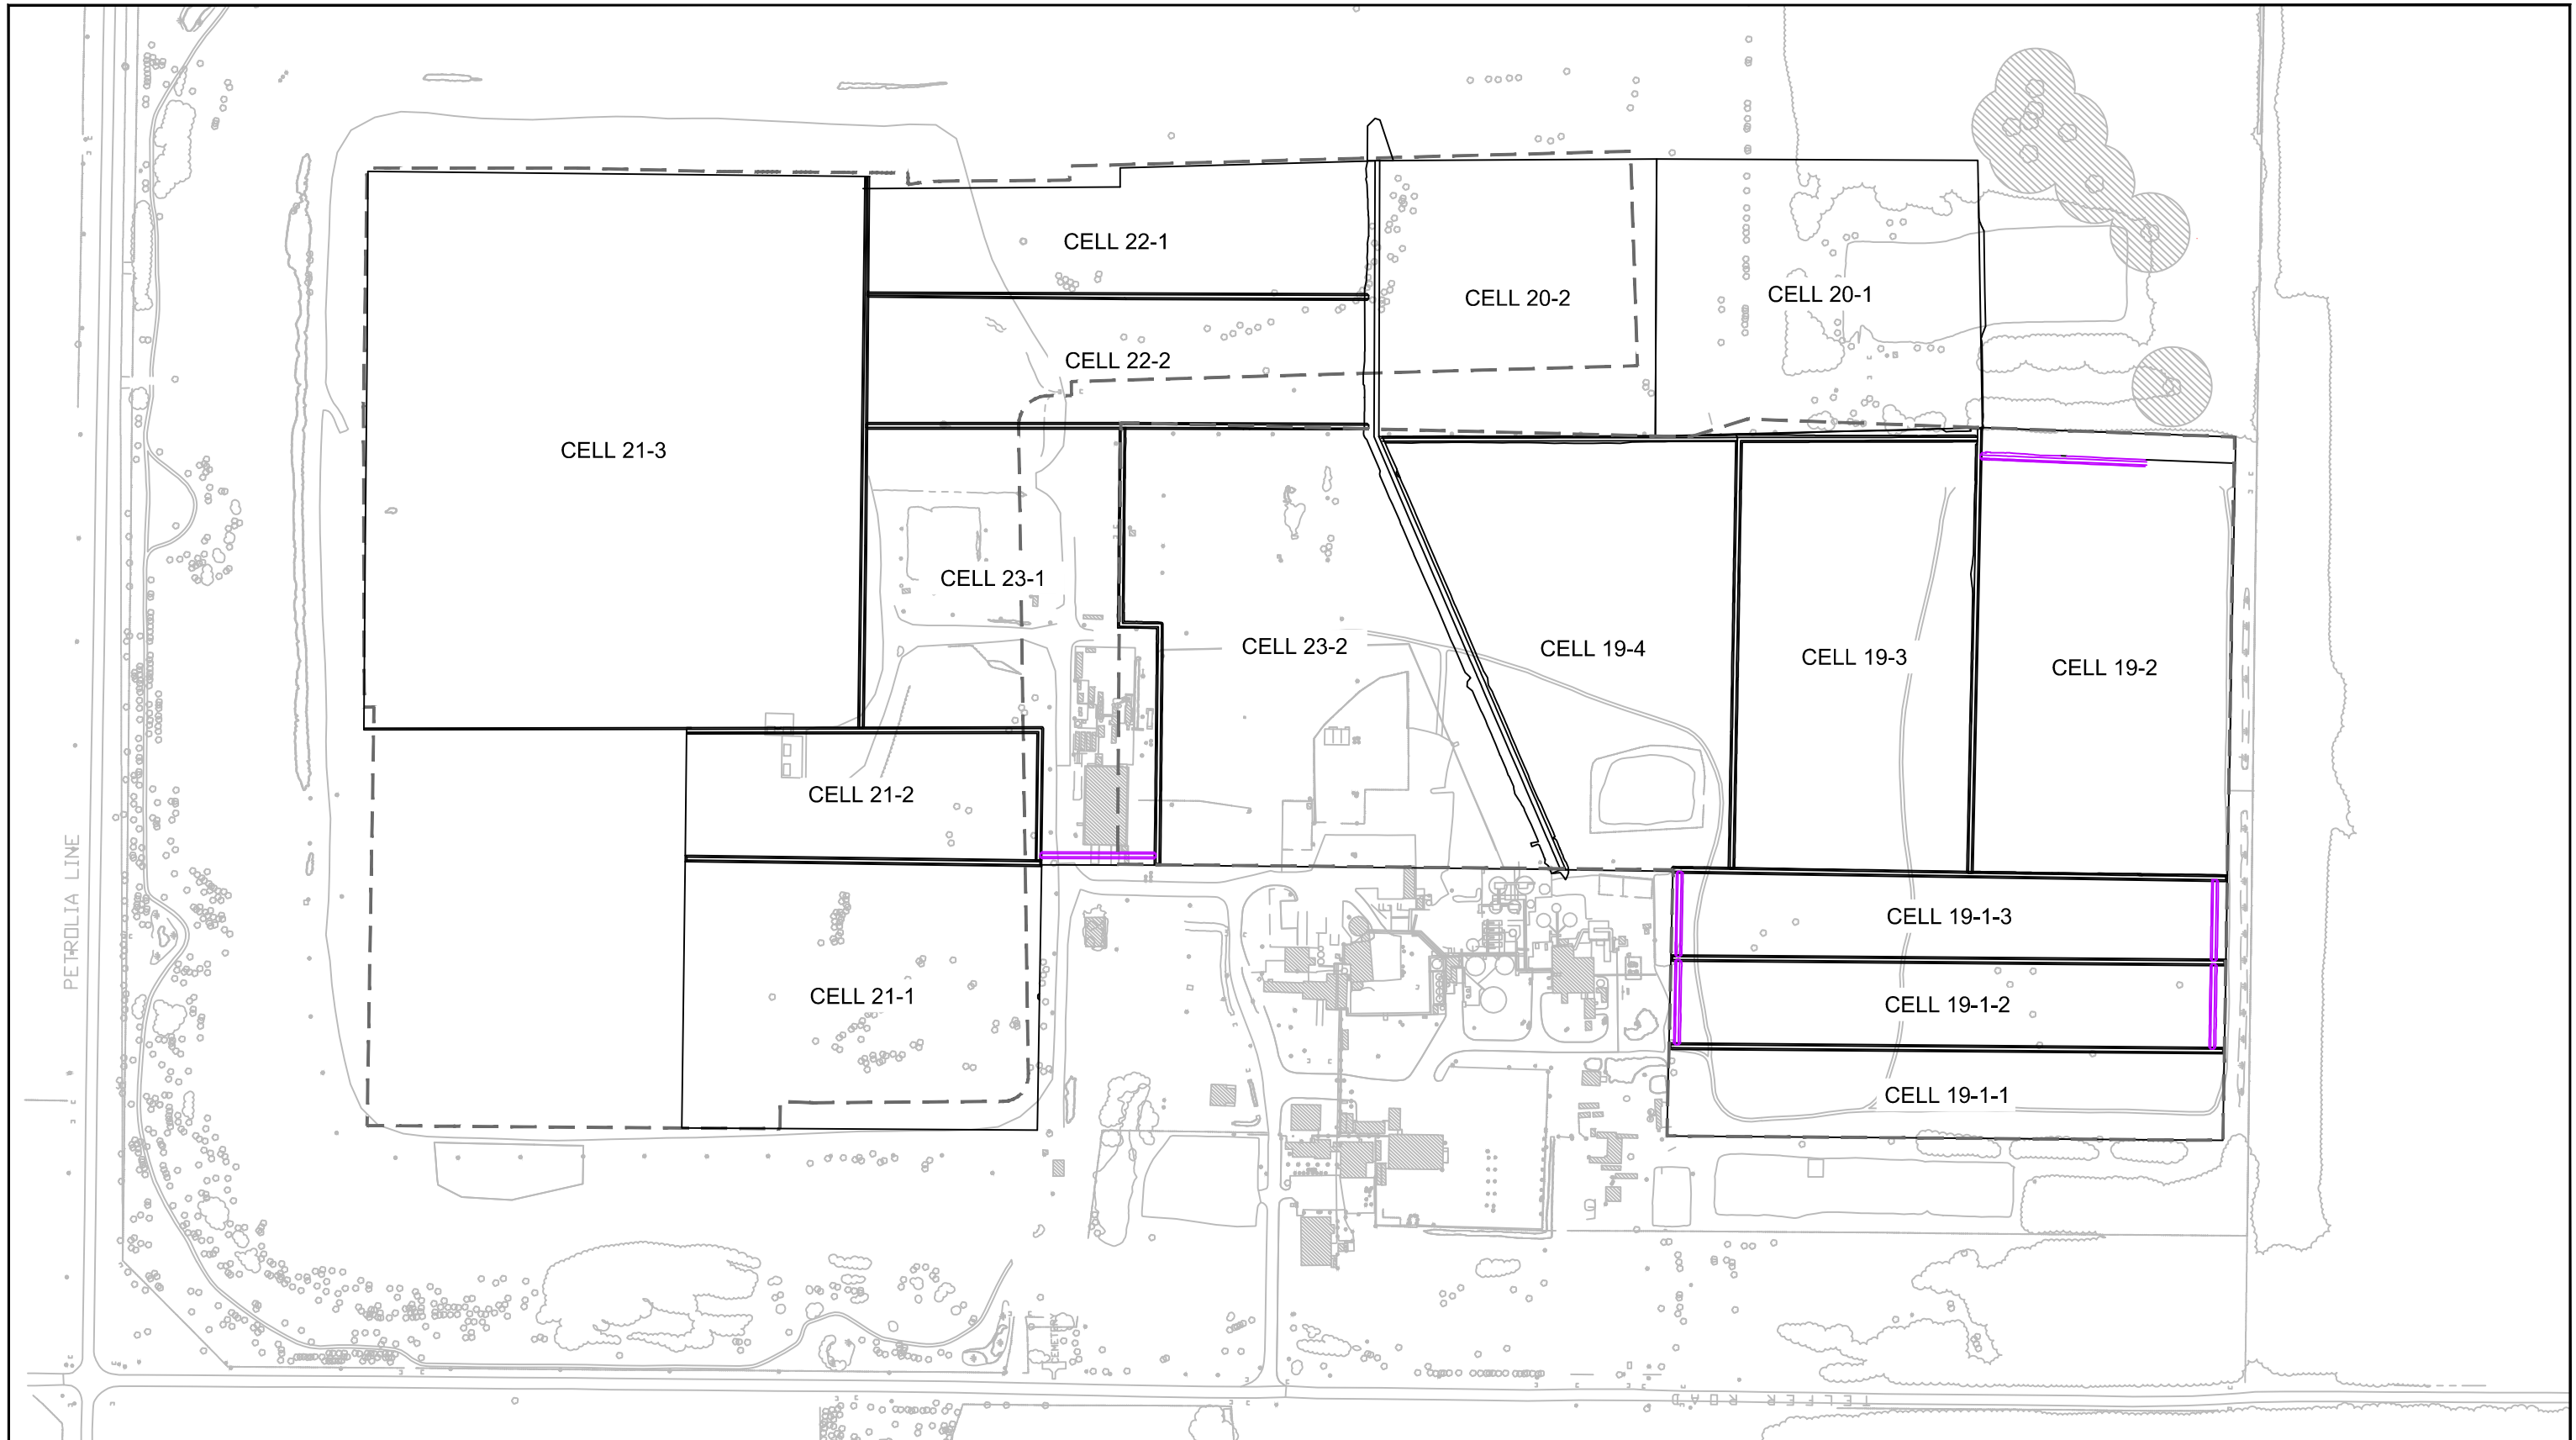 CELL 22-1
CELL 20-2
CELL 20-1
CELL 22-2
CELL 21-3
CELL 23-1
CELL 23-2
CELL 19-4
CELL 19-3
CELL 19-2
CELL 21-2
PETROLIA LINE
CELL 19-1-3
CELL 21-1
CELL 19-1-2
CELL 19-1-1
CEMETERY
TELFER ROAD